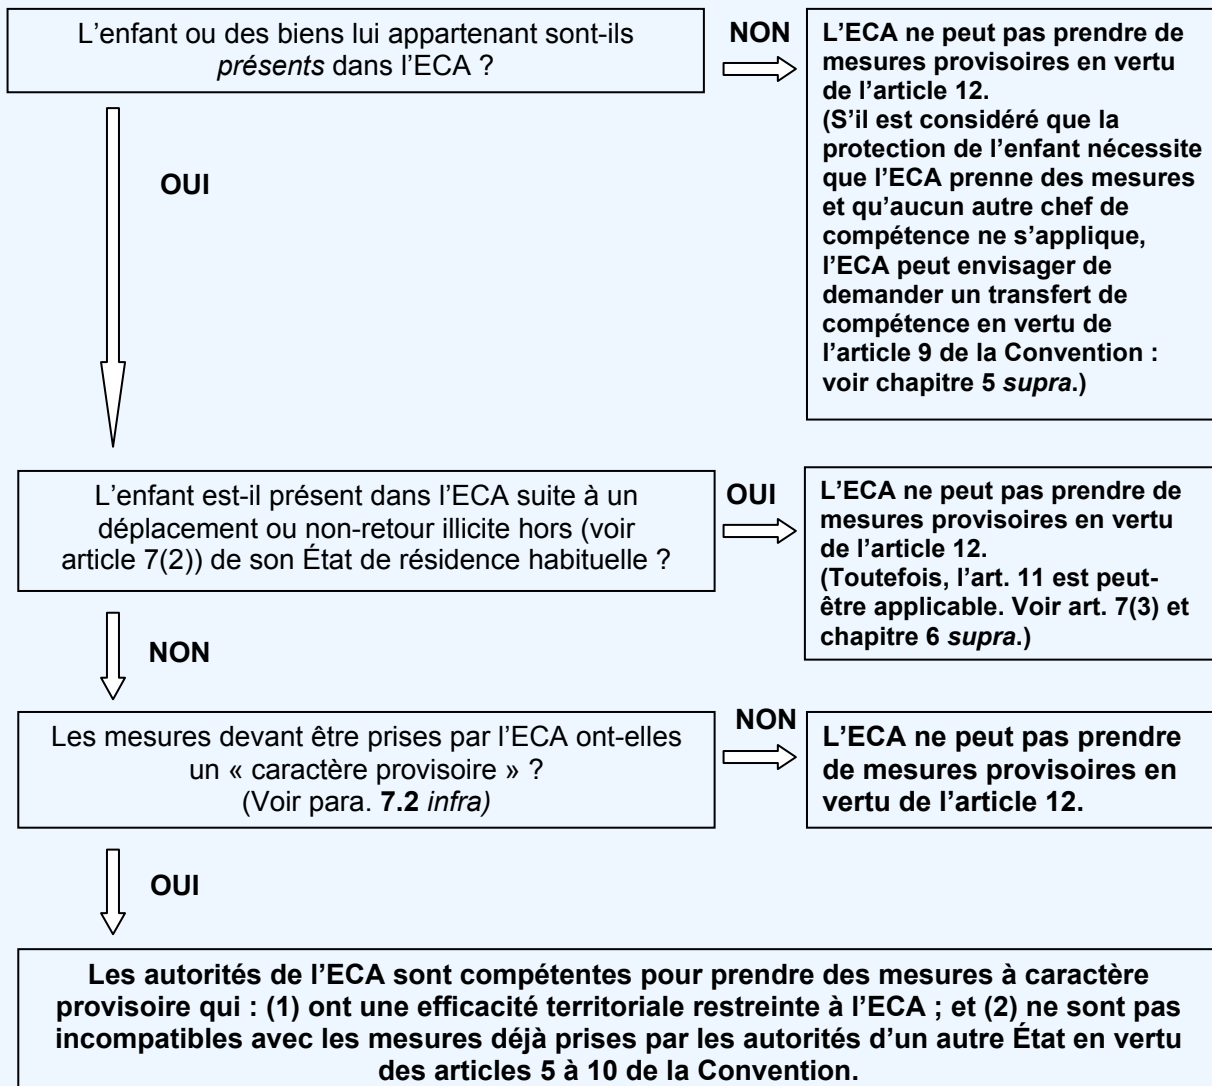 L'enfant ou des biens lui appartenant sont-ils
présents dans l'ECA ?
NON
L'ECA ne peut pas prendre de
mesures provisoires en vertu
de l'article 12.
(S'il est considéré que la
protection de l'enfant nécessite
que l'ECA prenne des mesures
et qu'aucun autre chef de
compétence ne s'applique,
l'ECA peut envisager de
demander un transfert de
compétence en vertu de
l'article 9 de la Convention :
voir chapitre 5 supra.)
OUI
L'enfant est-il présent dans l'ECA suite à un
déplacement ou non-retour illicite hors (voir
article 7(2)) de son État de résidence habituelle ?
OUI
L'ECA ne peut pas prendre de
mesures provisoires en vertu
de l'article 12.
(Toutefois, l'art. 11 est peut-
être applicable. Voir art. 7(3) et
chapitre 6 supra.)
NON
Les mesures devant être prises par l'ECA ont-elles
un « caractère provisoire » ?
(Voir para. 7.2 infra)
NON
L'ECA ne peut pas prendre
de mesures provisoires en
vertu de l'article 12.
OUI
Les autorités de l'ECA sont compétentes pour prendre des mesures à caractère
provisoire qui : (1) ont une efficacité territoriale restreinte à l'ECA ; et (2) ne sont pas
incompatibles avec les mesures déjà prises par les autorités d'un autre État en vertu
des articles 5 à 10 de la Convention.